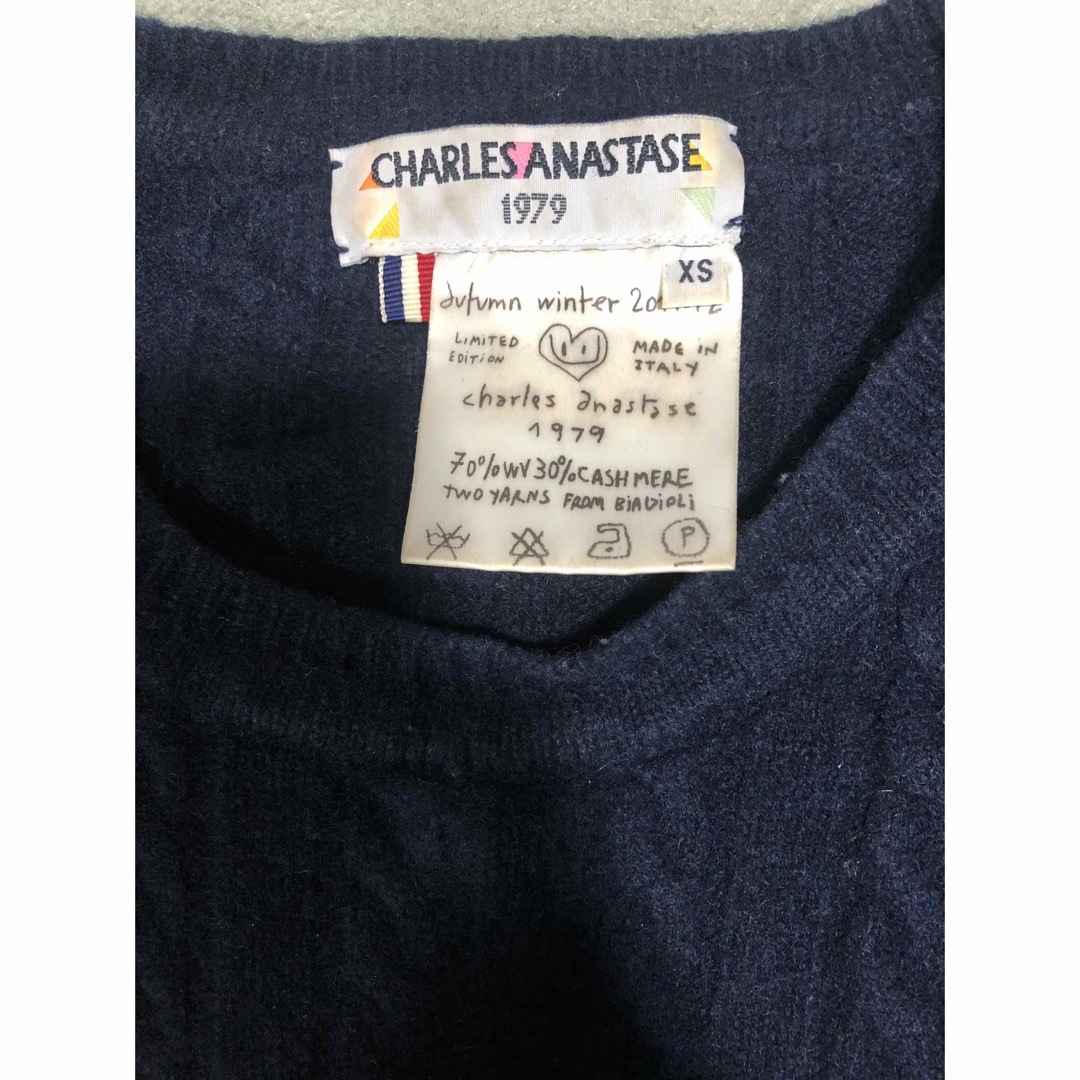 CHARLES ANASTASE
1979
XS
autumn winter
LIMITED EDITION
MADE IN ITALY
charles anastase
1979
70%WV30%CASHMERE
TWO YARNS FROM BIAGIOLI
P